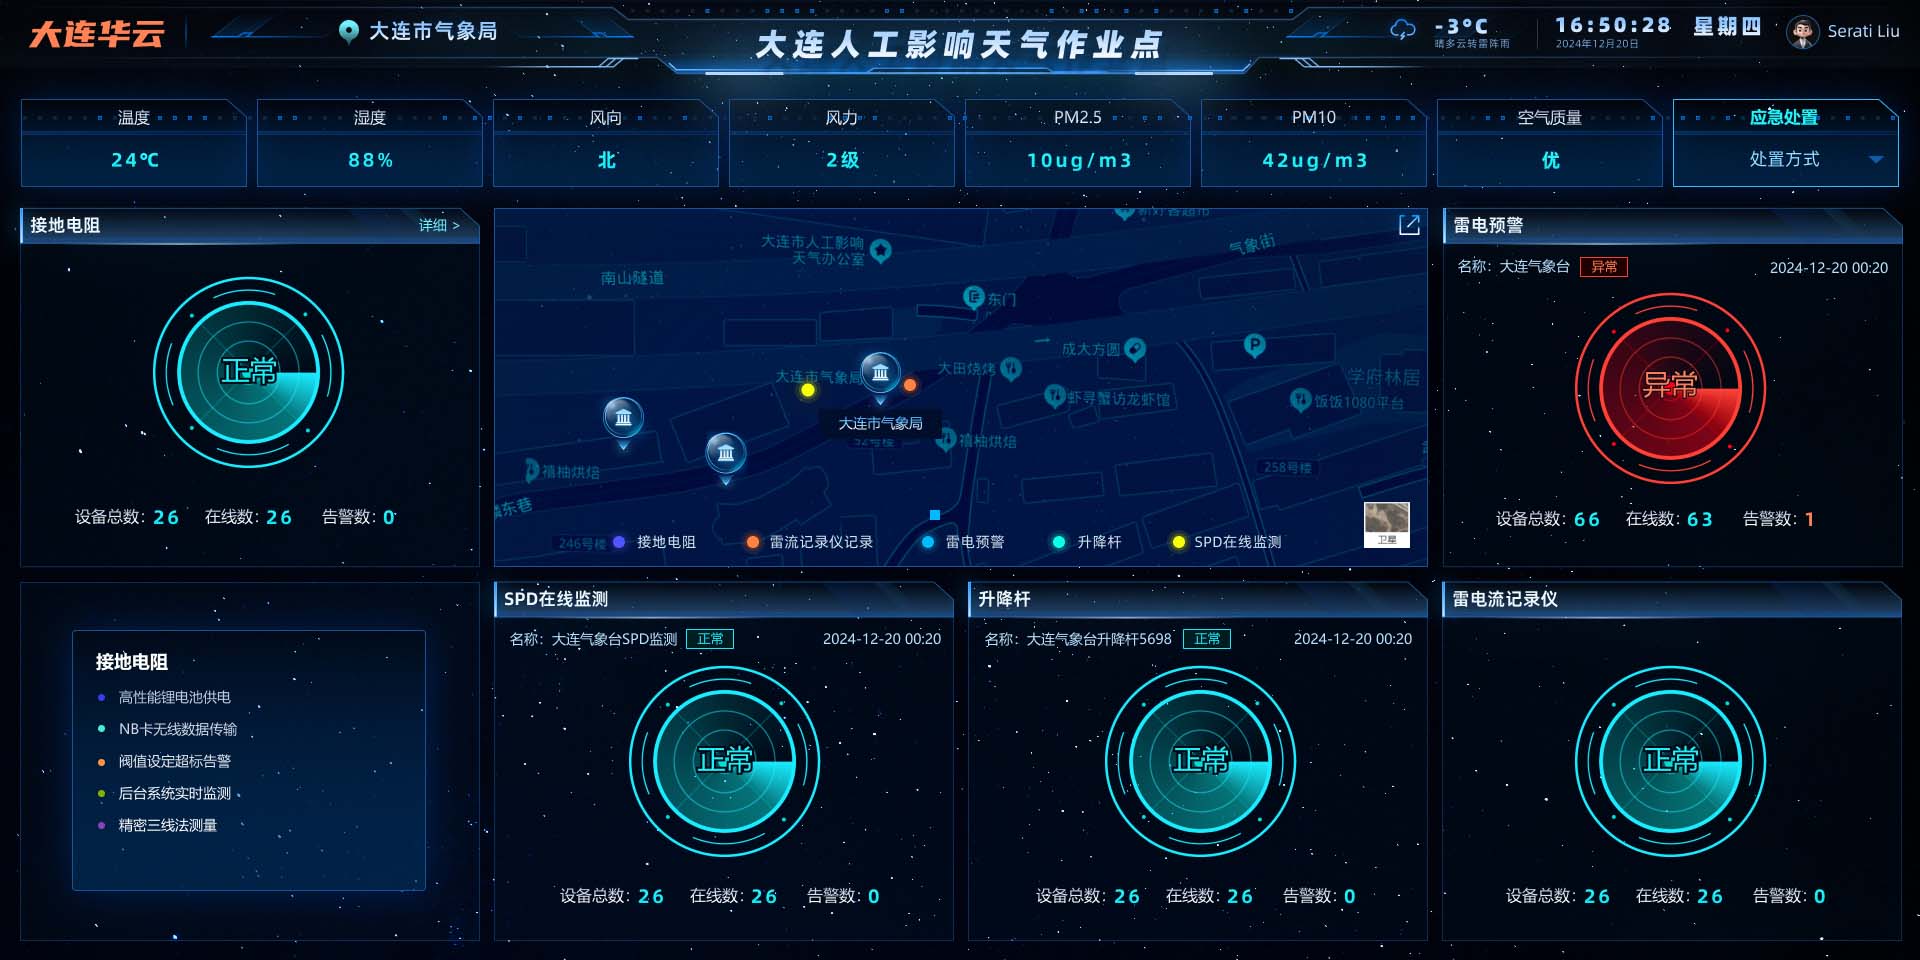 大连华云
大连市气象局
大连人工影响天气作业点
-3°C
晴多云转雷阵雨
16:50:28
2024年12月20日
星期四
Serati Liu
温度
24℃
湿度
88%
风向
北
风力
2级
PM2.5
10ug/m3
PM10
42ug/m3
空气质量
优
应急处置
处置方式
接地电阻
详细 >
正常
设备总数：26 在线数：26 告警数：0
新好客超市
大连市人工影响
天气办公室
气象街
南山隧道
东门
成大方圆
P
大田烧烤
大连市气象局
学府林居
虾寻蟹访龙虾馆
饭饭1080平台
大连市气象局
52号楼
禧柚烘焙
258号楼
禧柚烘焙
麟东巷
246号楼
接地电阻
雷流记录仪记录
雷电预警
升降杆
SPD在线监测
卫星
雷电预警
名称：大连气象台 异常 2024-12-20 00:20
异常
设备总数：66 在线数：63 告警数：1
接地电阻
高性能锂电池供电
NB卡无线数据传输
阀值设定超标告警
后台系统实时监测
精密三线法测量
SPD在线监测
名称：大连气象台SPD监测 正常 2024-12-20 00:20
正常
设备总数：26 在线数：26 告警数：0
升降杆
名称：大连气象台升降杆5698 正常 2024-12-20 00:20
正常
设备总数：26 在线数：26 告警数：0
雷电流记录仪
正常
设备总数：26 在线数：26 告警数：0